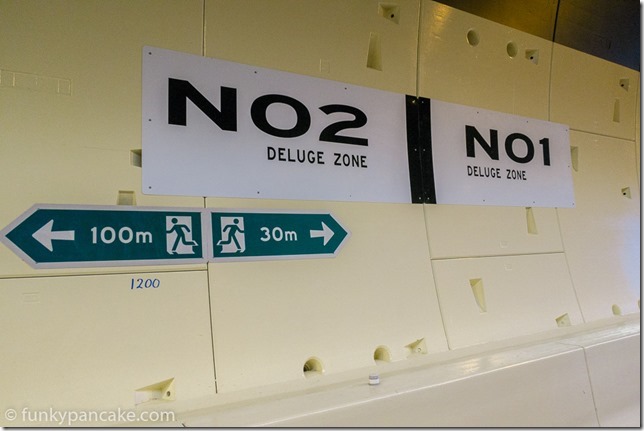 NO2
DELUGE ZONE
NO1
DELUGE ZONE
100m
30m
1200
© funkypancake.com